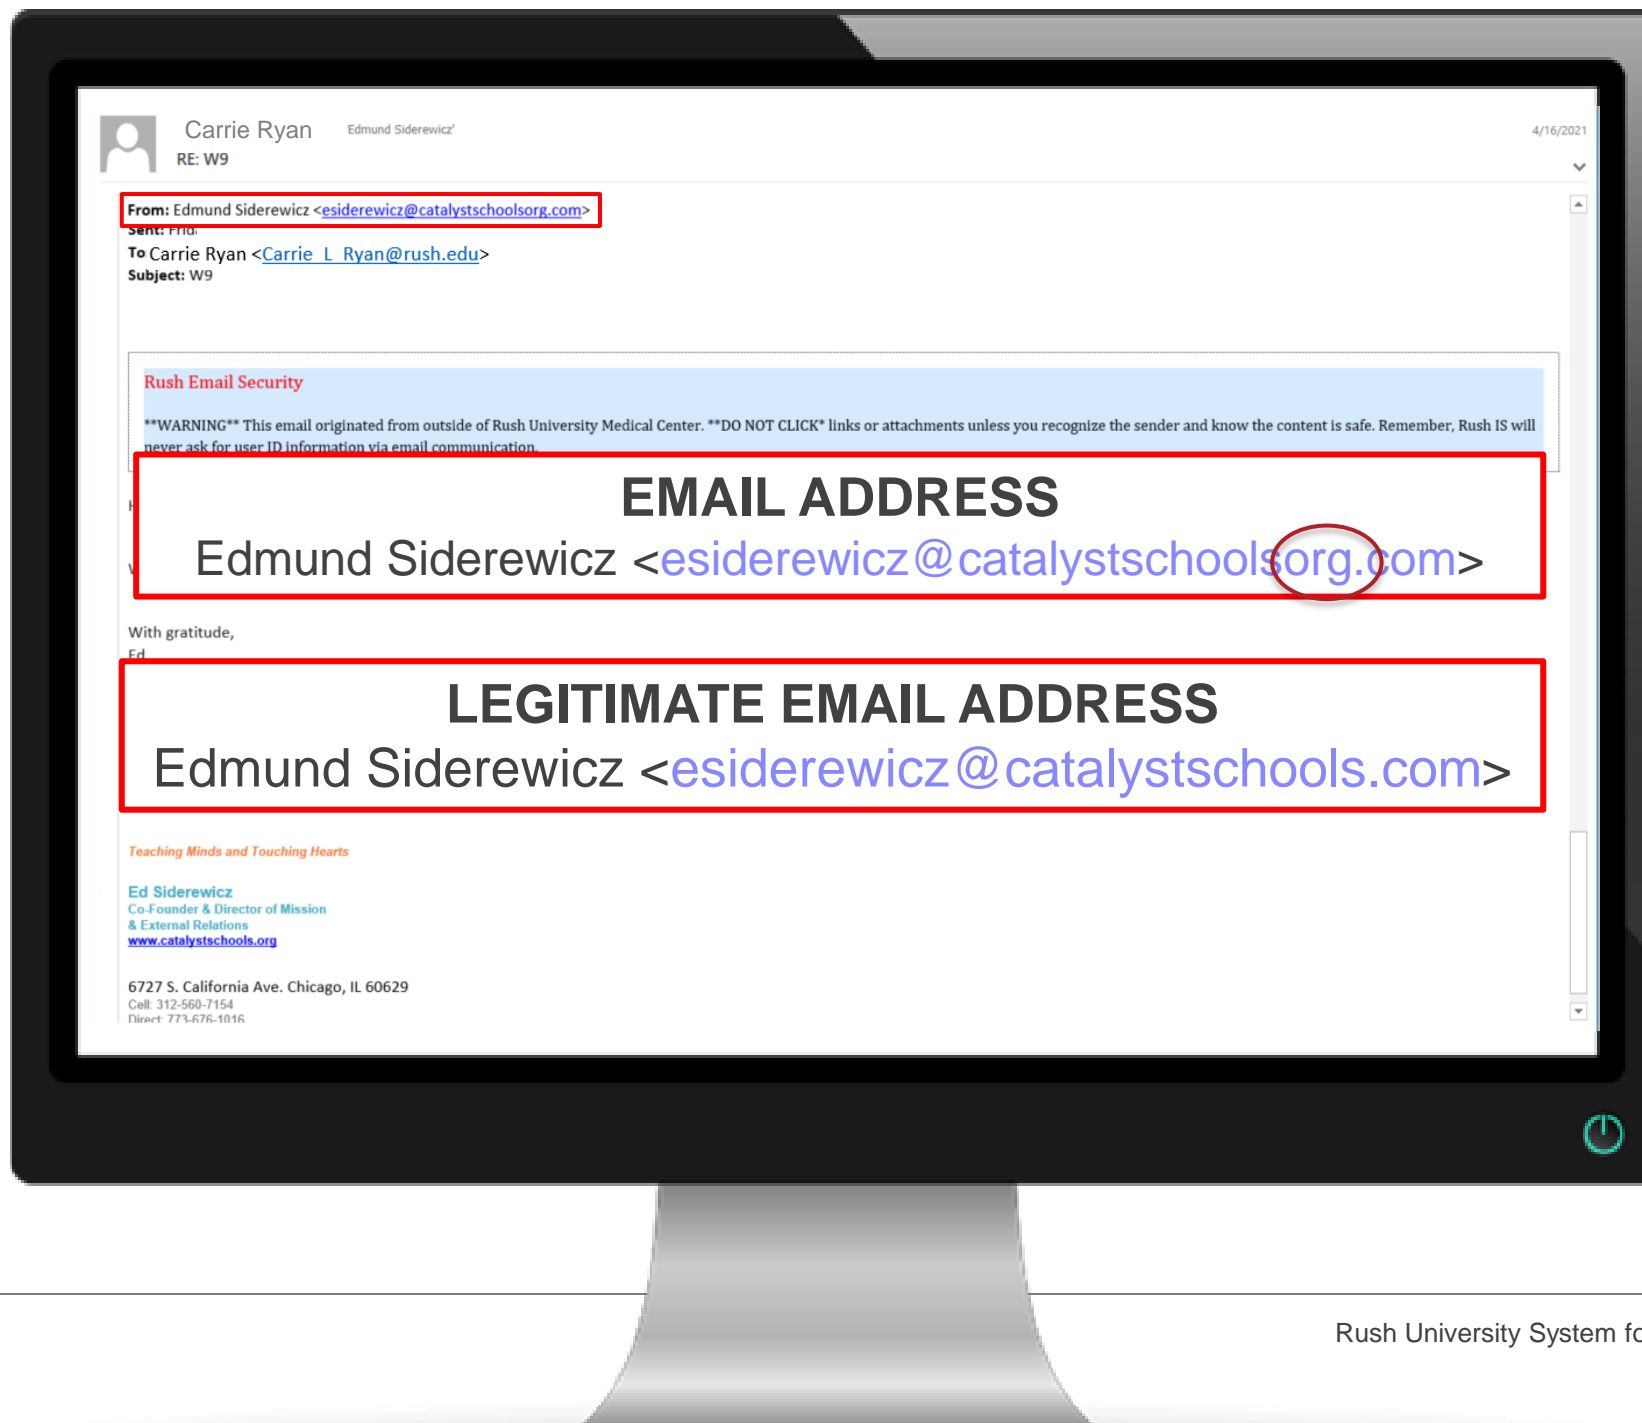 Carrie Ryan 'Edmund Siderewicz' 4/16/2021
RE: W9
From: Edmund Siderewicz <esiderewicz@catalystschoolsorg.com>
Sent:
To Carrie Ryan <Carrie_L_Ryan@rush.edu>
Subject: W9
Rush Email Security
**WARNING** This email originated from outside of Rush University Medical Center. **DO NOT CLICK* links or attachments unless you recognize the sender and know the content is safe. Remember, Rush IS will
never ask for user ID information via email communication.
EMAIL ADDRESS
Edmund Siderewicz <esiderewicz@catalystschoolsorg.com>
With gratitude,
Ed
LEGITIMATE EMAIL ADDRESS
Edmund Siderewicz <esiderewicz@catalystschools.com>
Teaching Minds and Touching Hearts
Ed Siderewicz
Co-Founder & Director of Mission
& External Relations
www.catalystschools.org
6727 S. California Ave. Chicago, IL 60629
Cell: 312-560-7154
Direct: 773-676-1016
Rush University System fo